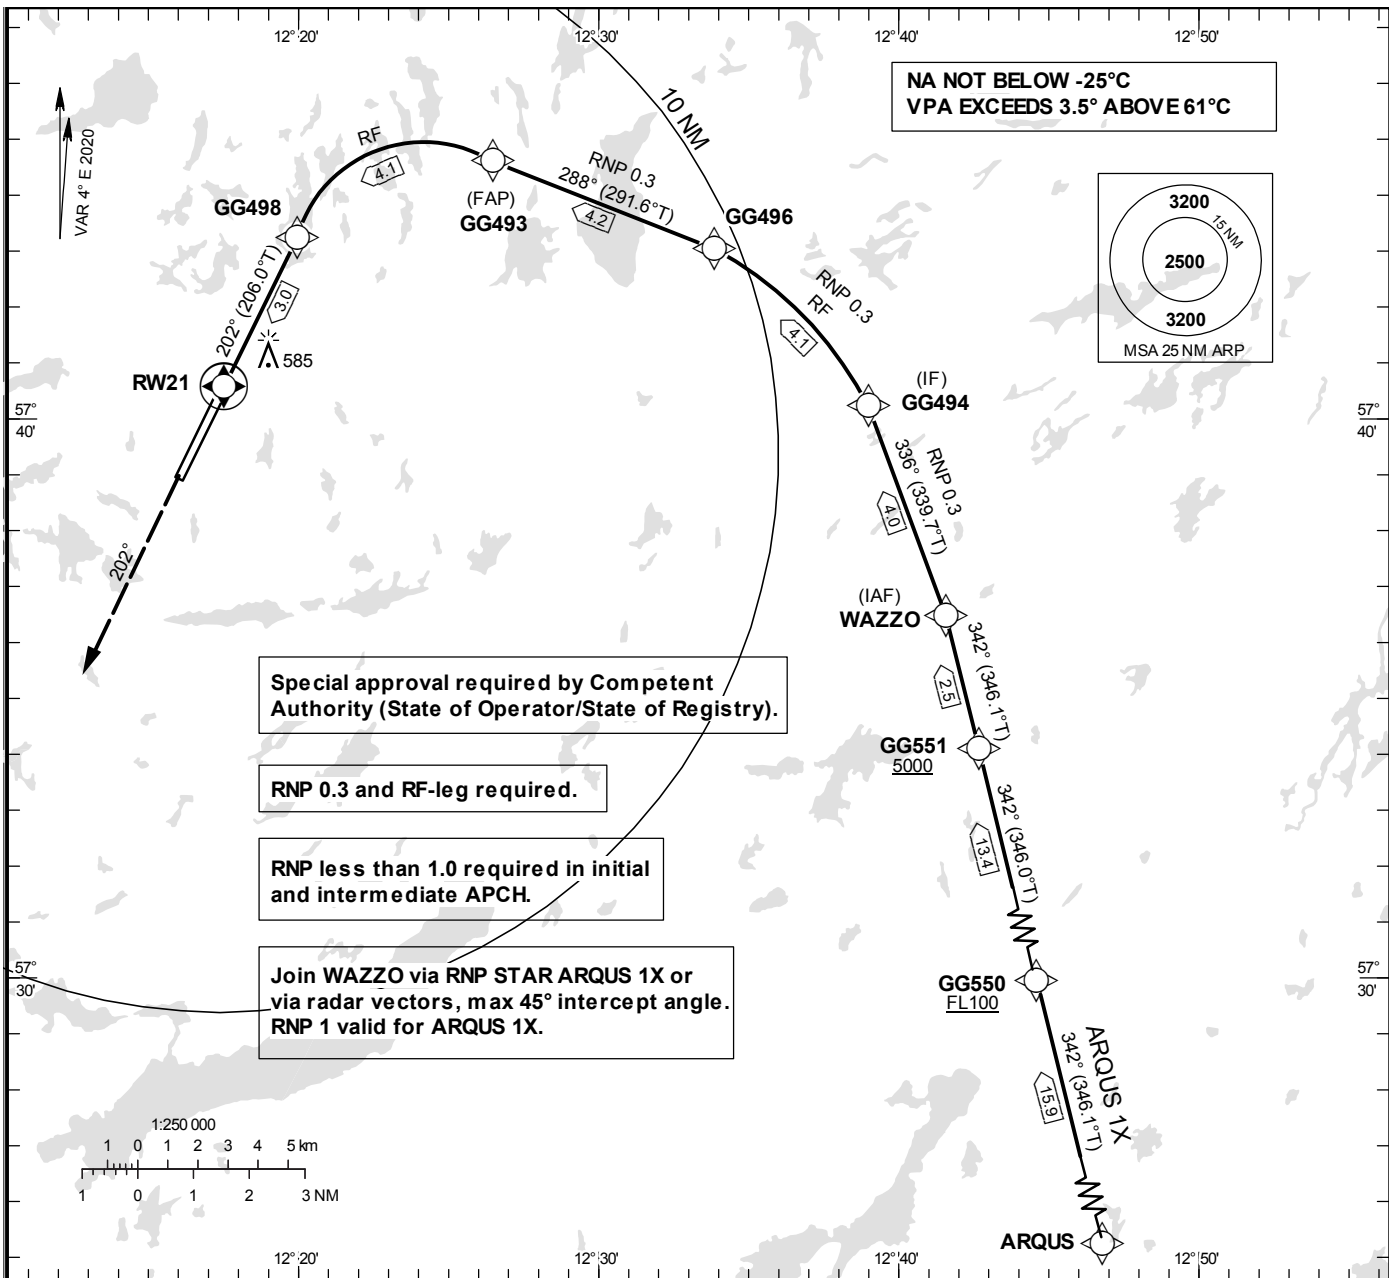 12°20' 12°30' 12°40' 12°50'
NA NOT BELOW -25°C
VPA EXCEEDS 3.5° ABOVE 61°C
VAR 4° E 2020
10 NM
RF
4.1
(FAP)
GG493
RNP 0.3
288° (291.6°T)
4.2
GG498
GG496
3200
15 NM
2500
3200
MSA 25 NM ARP
202° (206.0°T)
3.0
585
RNP 0.3
RF
4.1
RW21
(IF)
GG494
57°
40'
57°
40'
RNP 0.3
336° (339.7°T)
4.0
202°
(IAF)
WAZZO
342° (346.1°T)
2.5
Special approval required by Competent
Authority (State of Operator/State of Registry).
GG551
5000
RNP 0.3 and RF-leg required.
342° (346.0°T)
13.4
RNP less than 1.0 required in initial
and intermediate APCH.
57°
30'
57°
30'
Join WAZZO via RNP STAR ARQUS 1X or
via radar vectors, max 45° intercept angle.
RNP 1 valid for ARQUS 1X.
GG550
FL100
ARQUS 1X
342° (346.1°T)
15.9
1:250 000
1 0 1 2 3 4 5 km
1 0 1 2 3 NM
ARQUS
12°20' 12°30' 12°40' 12°50'